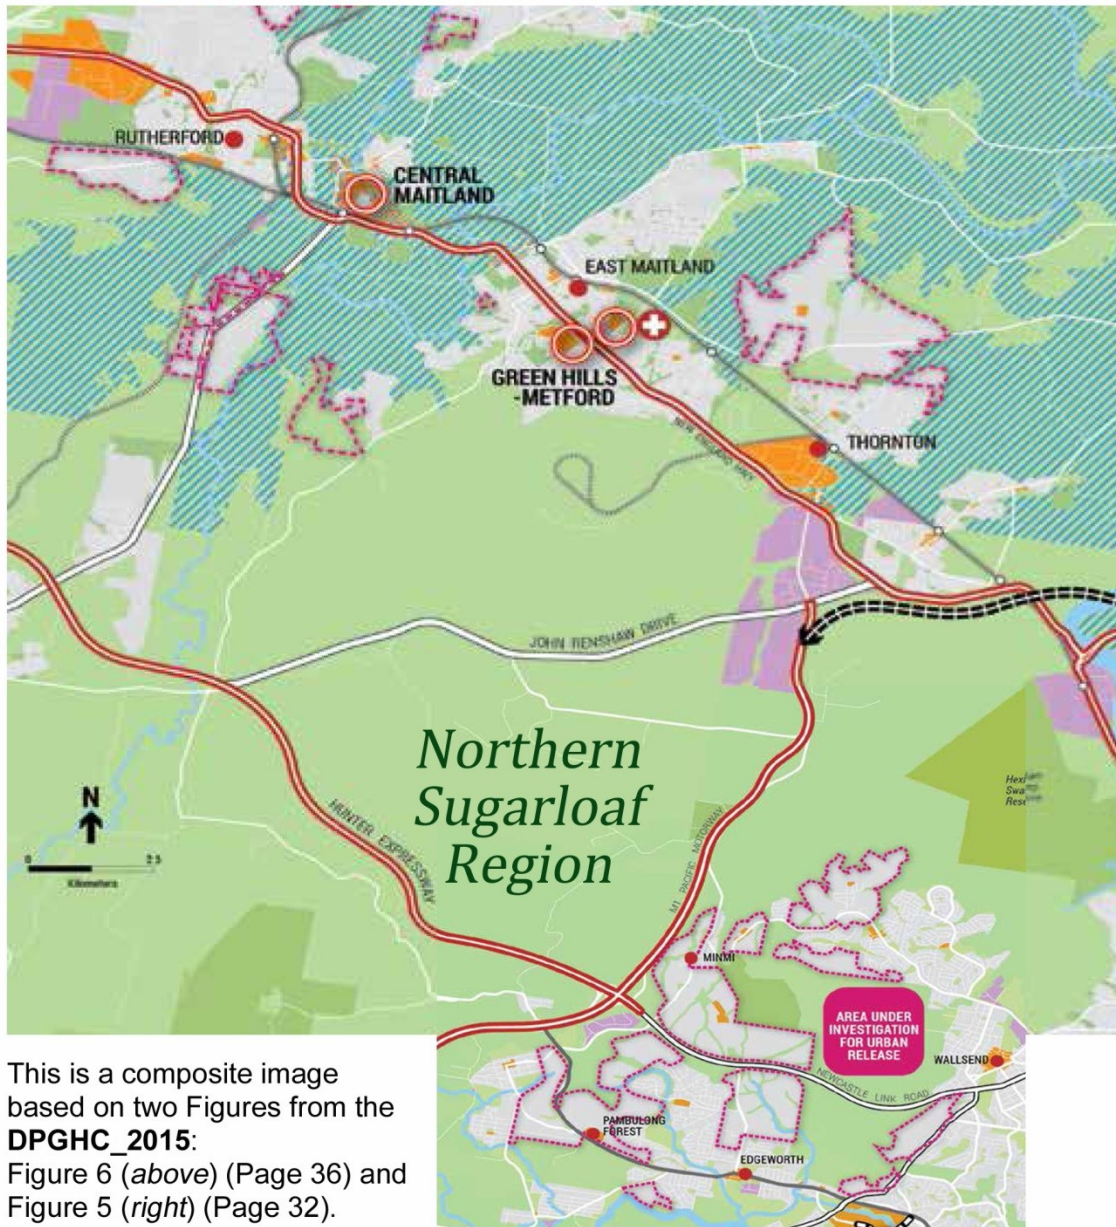 RUTHERFORD
CENTRAL
MAITLAND
EAST MAITLAND
GREEN HILLS
-METFORD
NEW ENGLAND HWY
THORNTON
JOHN RENSHAW DRIVE
Northern
Sugarloaf
Region
N
0
Kilometers
HUNTER EXPRESSWAY
M1 PACIFIC MOTORWAY
MINMI
AREA UNDER
INVESTIGATION
FOR URBAN
RELEASE
WALLSEND
NEWCASTLE LINK ROAD
PAMBULONG
FOREST
EDGEWORTH
This is a composite image
based on two Figures from the
DPGHC_2015:
Figure 6 (above) (Page 36) and
Figure 5 (right) (Page 32).